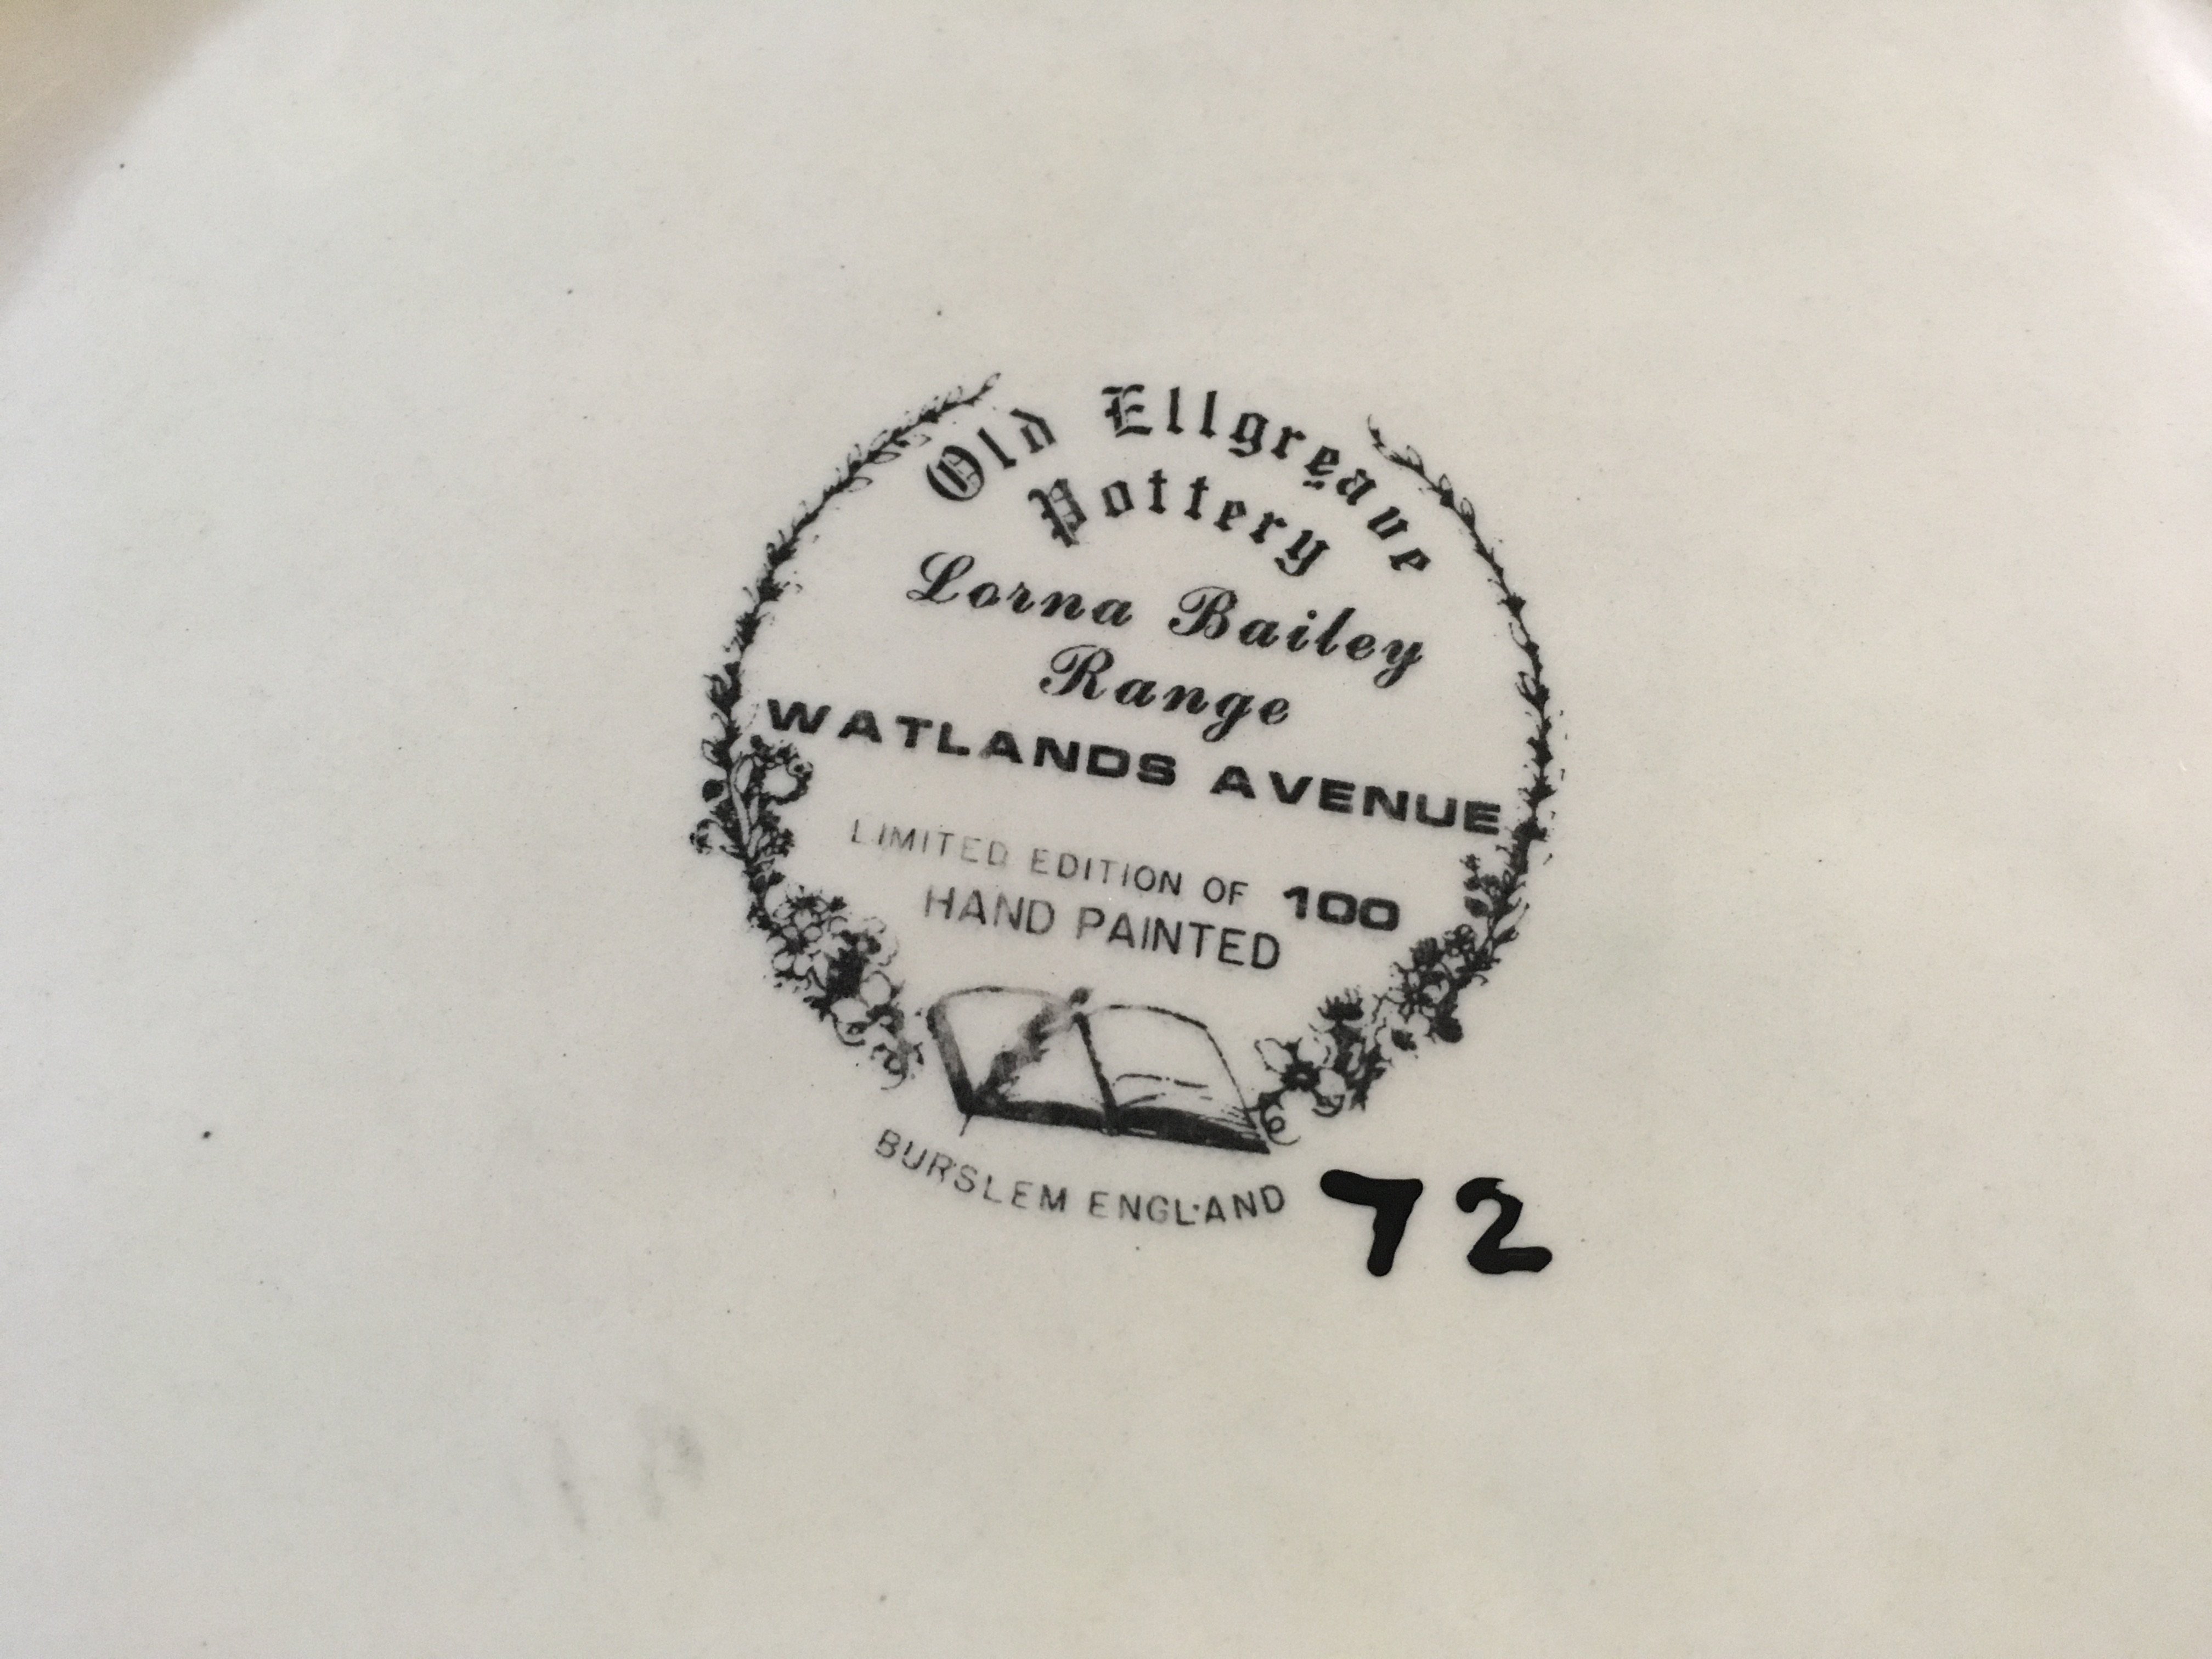 Old Ellgreave
Pottery
Lorna Bailey
Range
WATLANDS AVENUE
LIMITED EDITION OF 100
HAND PAINTED
BURSLEM ENGLAND
72